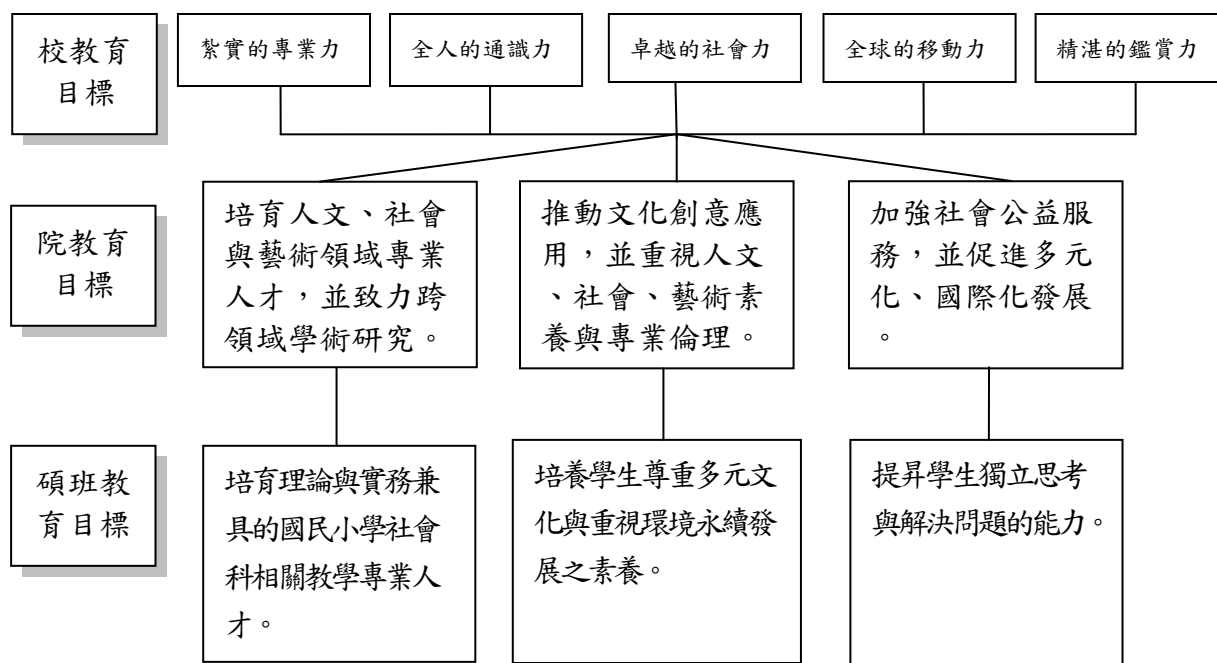 校教育
目標
紮實的專業力
全人的通識力
卓越的社會力
全球的移動力
精湛的鑑賞力
院教育
目標
培育人文、社會
與藝術領域專業
人才，並致力跨
領域學術研究。
推動文化創意應
用，並重視人文
、社會、藝術素
養與專業倫理。
加強社會公益服
務，並促進多元
化、國際化發展
。
碩班教
育目標
培育理論與實務兼
具的國民小學社會
科相關教學專業人
才。
培養學生尊重多元文
化與重視環境永續發
展之素養。
提昇學生獨立思考
與解決問題的能力。